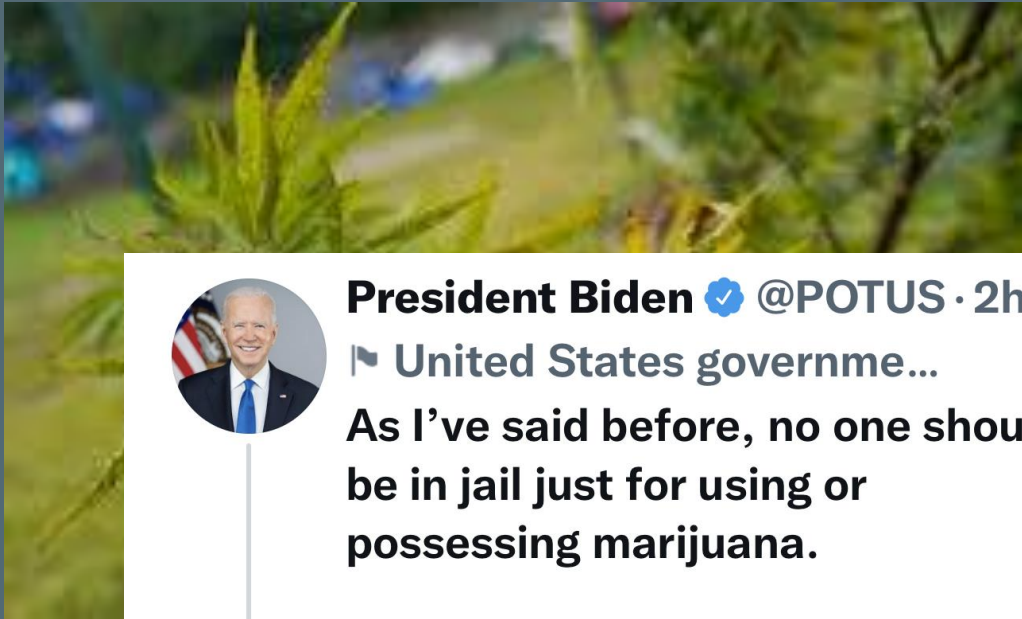 President Biden @POTUS · 2h
United States governme...
As I’ve said before, no one shou
be in jail just for using or
possessing marijuana.